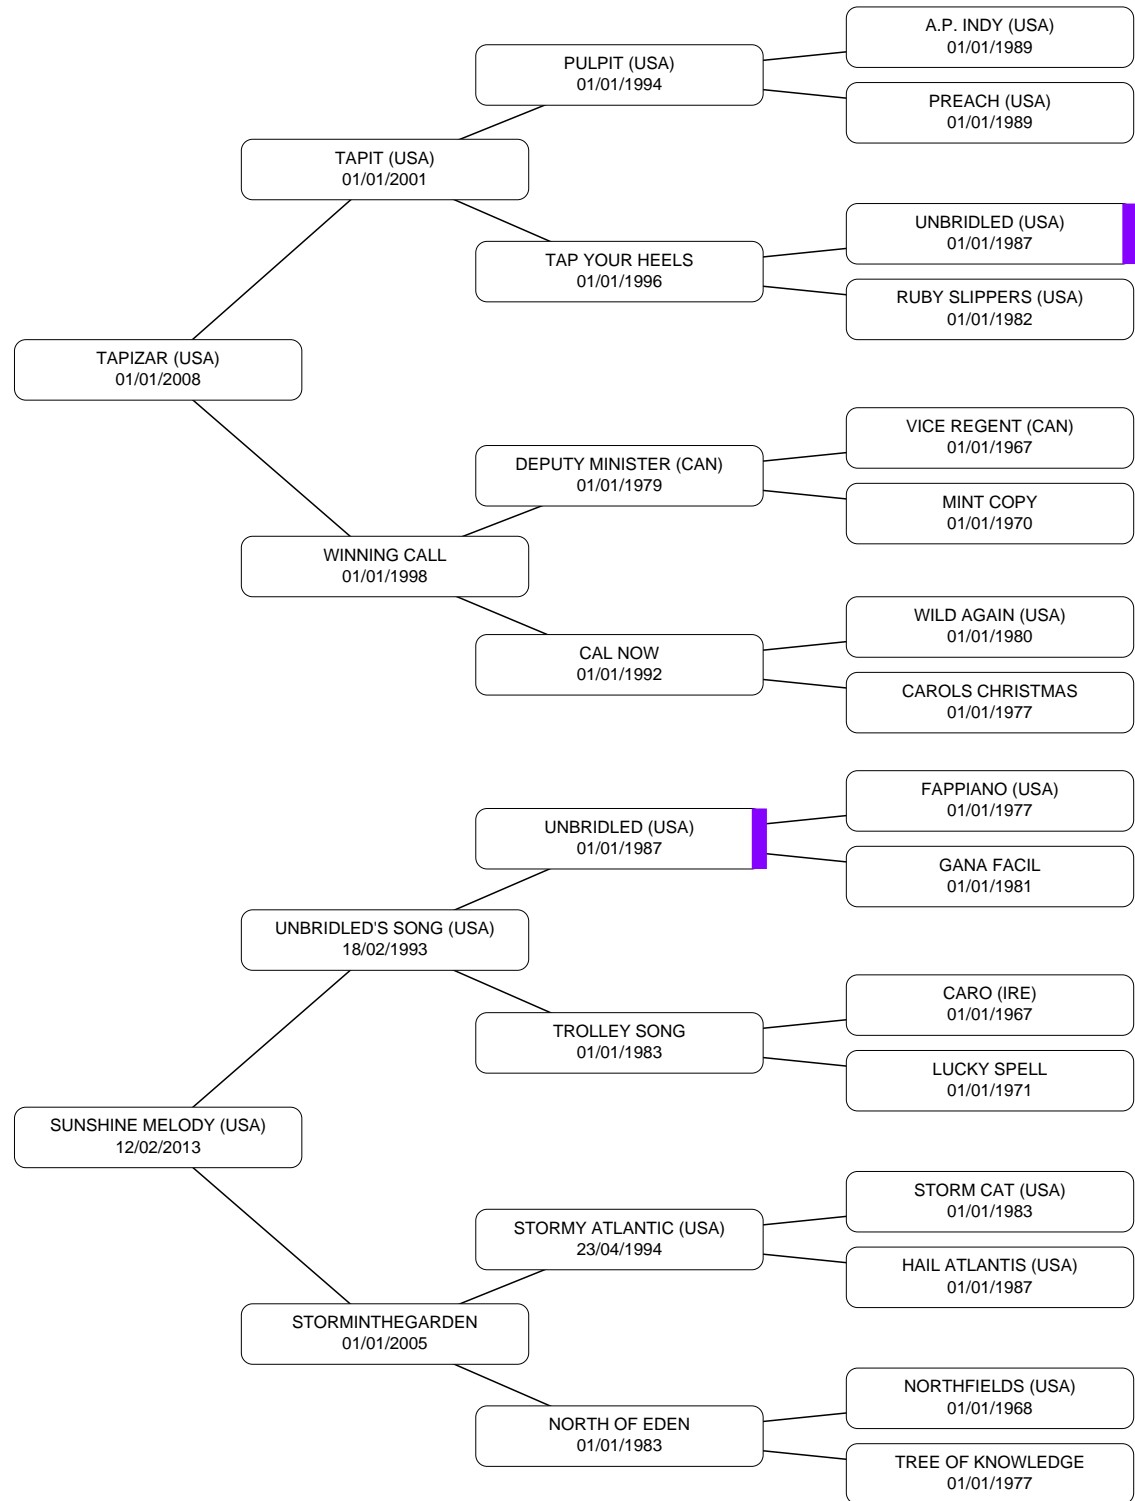 A.P. INDY (USA)
01/01/1989
PULPIT (USA)
01/01/1994
PREACH (USA)
01/01/1989
TAPIT (USA)
01/01/2001
UNBRIDLED (USA)
01/01/1987
TAP YOUR HEELS
01/01/1996
RUBY SLIPPERS (USA)
01/01/1982
TAPIZAR (USA)
01/01/2008
VICE REGENT (CAN)
01/01/1967
DEPUTY MINISTER (CAN)
01/01/1979
MINT COPY
01/01/1970
WINNING CALL
01/01/1998
WILD AGAIN (USA)
01/01/1980
CAL NOW
01/01/1992
CAROLS CHRISTMAS
01/01/1977
FAPPIANO (USA)
01/01/1977
UNBRIDLED (USA)
01/01/1987
GANA FACIL
01/01/1981
UNBRIDLED'S SONG (USA)
18/02/1993
CARO (IRE)
01/01/1967
TROLLEY SONG
01/01/1983
LUCKY SPELL
01/01/1971
SUNSHINE MELODY (USA)
12/02/2013
STORM CAT (USA)
01/01/1983
STORMY ATLANTIC (USA)
23/04/1994
HAIL ATLANTIS (USA)
01/01/1987
STORMINTHEGARDEN
01/01/2005
NORTHFIELDS (USA)
01/01/1968
NORTH OF EDEN
01/01/1983
TREE OF KNOWLEDGE
01/01/1977